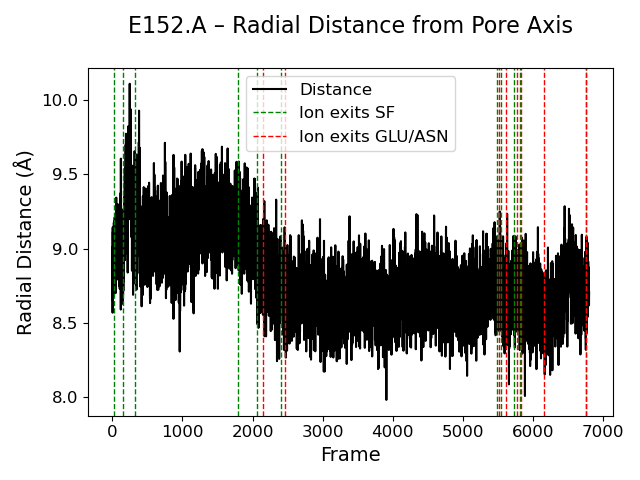 E152.A – Radial Distance from Pore Axis
Distance
Ion exits SF
Ion exits GLU/ASN
Radial Distance (Å)
10.0
9.5
9.0
8.5
8.0
0 1000 2000 3000 4000 5000 6000 7000
Frame